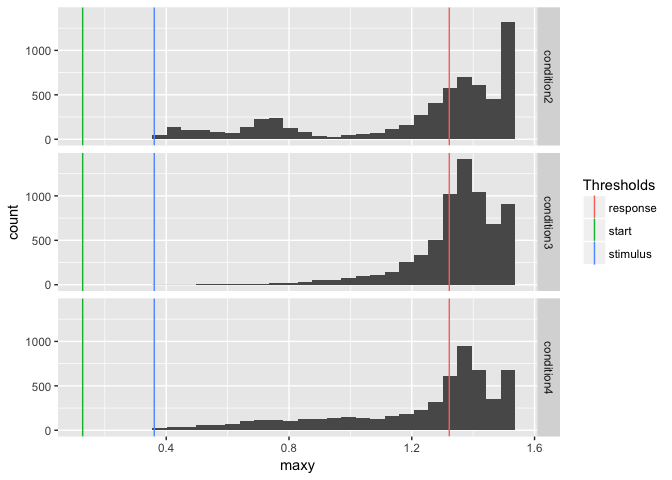 1000
500
0
condition2
1000
500
0
condition3
1000
500
0
condition4
0.4 0.8 1.2 1.6
maxy
count
Thresholds
response
start
stimulus